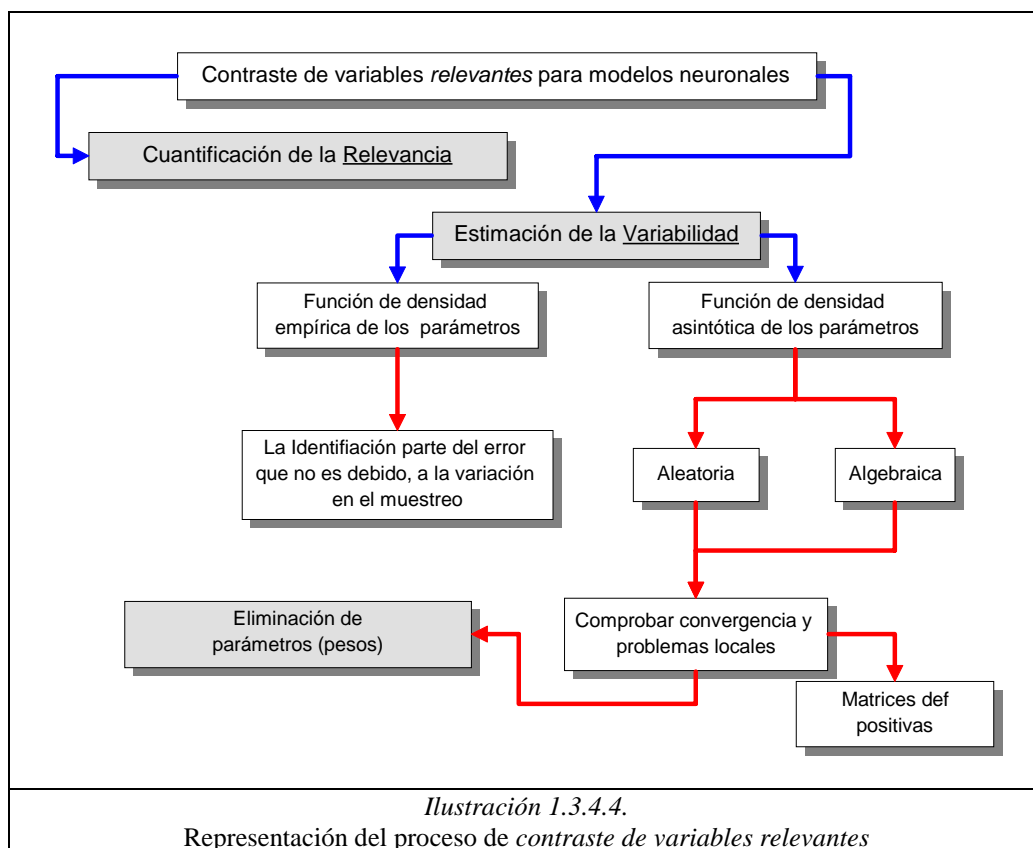 Contraste de variables relevantes para modelos neuronales
Cuantificación de la Relevancia
Estimación de la Variabilidad
Función de densidad
empírica de los parámetros
Función de densidad
asintótica de los parámetros
La Identifiación parte del error
que no es debido, a la variación
en el muestreo
Aleatoria
Algebraica
Eliminación de
parámetros (pesos)
Comprobar convergencia y
problemas locales
Matrices def
positivas
Ilustración 1.3.4.4.
Representación del proceso de contraste de variables relevantes